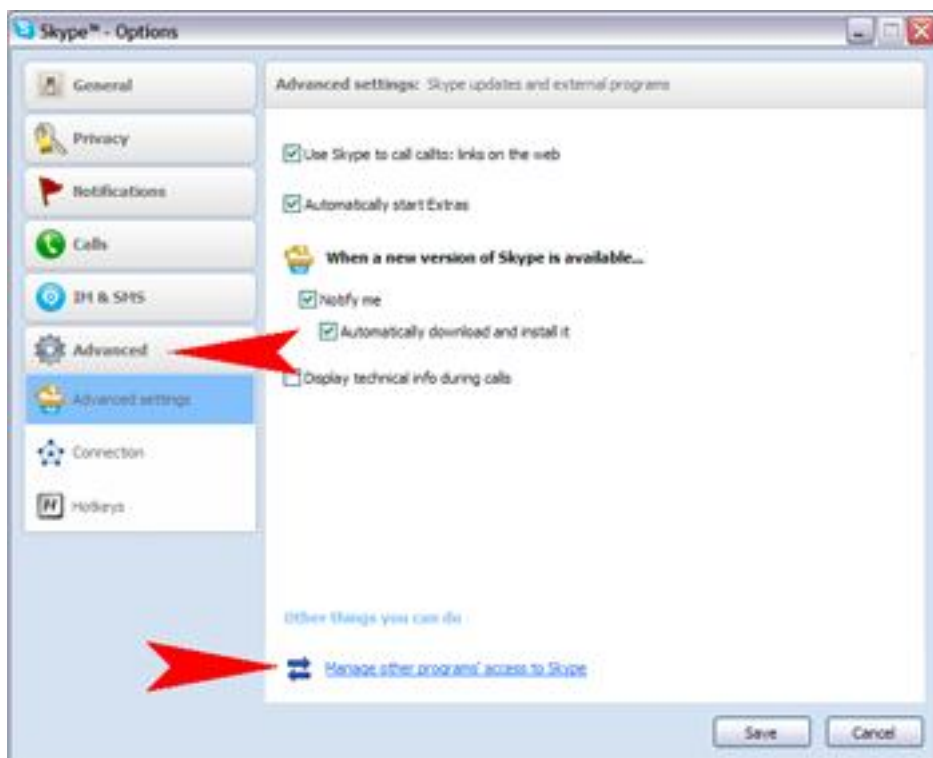 Skype™ - Options
General
Privacy
Notifications
Calls
IM & SMS
Advanced
Advanced settings
Connection
Hotkeys
Advanced settings: Skype updates and external programs
Use Skype to call callto: links on the web
Automatically start Extras
When a new version of Skype is available...
Notify me
Automatically download and install it
Display technical info during calls
Other things you can do
Manage other programs' access to Skype
Save
Cancel